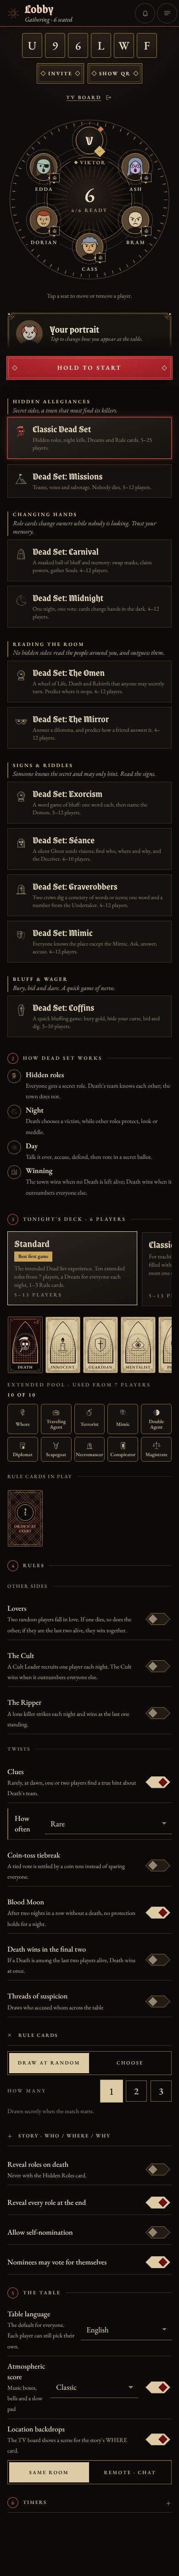 Lobby
Gathering · 6 seated
U 9 6 L W F
INVITE
SHOW QR
TV BOARD
V
VIKTOR
EDDA
ASH
6
6/6 READY
DORIAN
BRAM
CASS
Tap a seat to move or remove a player.
Your portrait
Tap to change how you appear at the table.
HOLD TO START
HIDDEN ALLEGIANCES
Secret sides, a town that must find its killers.
Classic Dead Set
Hidden roles, night kills, Dreams and Rule cards. 5–25
players.
Dead Set: Missions
Teams, votes and sabotage. Nobody dies. 5–12 players.
CHANGING HANDS
Role cards change owners while nobody is looking. Trust your
memory.
Dead Set: Carnival
A masked ball of bluff and memory: swap masks, claim
powers, gather Souls. 4–12 players.
Dead Set: Midnight
One night, one vote: cards change hands in the dark. 4–12
players.
READING THE ROOM
No hidden sides: read the people around you, and outguess them.
Dead Set: The Omen
A wheel of Life, Death and Rebirth that anyone may secretly
turn. Predict where it stops. 4–12 players.
Dead Set: The Mirror
Answer a dilemma, and predict how a friend answers it. 4–
12 players.
SIGNS & RIDDLES
Someone knows the secret and may only hint. Read the signs.
Dead Set: Exorcism
A word game of bluff: one word each, then name the
Demon. 3–12 players.
Dead Set: Séance
A silent Ghost sends visions; find who, where and why, and
the Deceiver. 4–10 players.
Dead Set: Graverobbers
Two crews dig a cemetery of words or icons; one word and a
number from the Undertaker. 4–12 players.
Dead Set: Mimic
Everyone knows the place except the Mimic. Ask, answer,
accuse. 4–12 players.
BLUFF & WAGER
Bury, bid and dare. A quick game of nerve.
Dead Set: Coffins
A quick bluffing game: bury gold, hide your curse, bid and
dig. 3–10 players.
2 HOW DEAD SET WORKS
Hidden roles
Everyone gets a secret role. Death's team knows each other; the
town does not.
Night
Death chooses a victim, while other roles protect, look or
meddle.
Day
Talk it over, accuse, defend, then vote in a secret ballot.
Winning
The town wins when no Death is left alive; Death wins when it
outnumbers everyone else.
3 TONIGHT'S DECK · 6 PLAYERS
Standard
Best first game
The intended Dead Set Experience. Ten extended
roles from 7 players, a Dream for everyone each
night, 1–3 Rule cards.
5–15 PLAYERS
DEATH
INNOCENT
GUARDIAN
MENTALIST
EXTENDED POOL · USED FROM 7 PLAYERS
10 OF 10
Whore
Traveling
Agent
Terrorist
Mimic
Double
Agent
Diplomat
Scapegoat
Necromancer
Conspirator
Magistrate
RULE CARDS IN PLAY
DRAWN AT
START
4 RULES
OTHER SIDES
Lovers
Two random players fall in love. If one dies, so does the
other; if they are the last two alive, they win together.
The Cult
A Cult Leader recruits one player each night. The Cult
wins when it outnumbers everyone else.
The Ripper
A lone killer strikes each night and wins as the last one
standing.
TWISTS
Clues
Rarely, at dawn, one or two players find a true hint about
Death's team.
How
often
Rare
Coin-toss tiebreak
A tied vote is settled by a coin toss instead of sparing
everyone.
Blood Moon
After two nights in a row without a death, no protection
holds for a night.
Death wins in the final two
If a Death is among the last two players alive, Death wins
at once.
Threads of suspicion
Draws who accused whom across the table
RULE CARDS
DRAW AT RANDOM
CHOOSE
HOW MANY
1 2 3
Drawn secretly when the match starts.
+ STORY · WHO / WHERE / WHY
Reveal roles on death
Never with the Hidden Roles card.
Reveal every role at the end
Allow self-nomination
Nominees may vote for themselves
5 THE TABLE
Table language
The default for everyone.
Each player can still pick their
own.
English
Atmospheric
score
Music boxes,
bells and a slow
pad
Classic
Location backdrops
The TV board shows a scene for the story's WHERE
card.
SAME ROOM
REMOTE · CHAT
6 TIMERS +